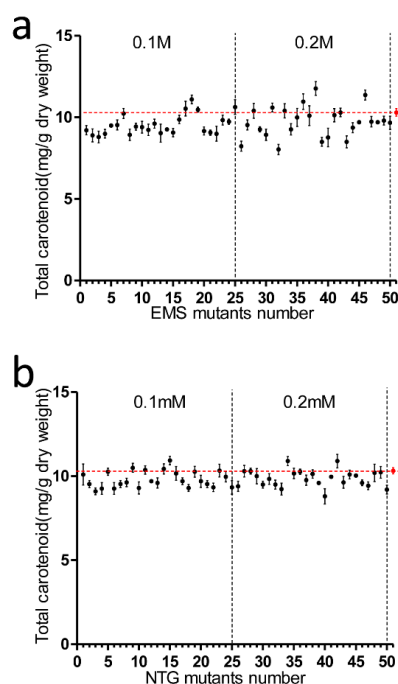 a
15
10
5
0
Total carotenoid(mg/g dry weight)
0.1M 0.2M
0 5 10 15 20 25 30 35 40 45 50
EMS mutants number
b
15
10
5
0
Total carotenoid(mg/g dry weight)
0.1mM 0.2mM
0 5 10 15 20 25 30 35 40 45 50
NTG mutants number